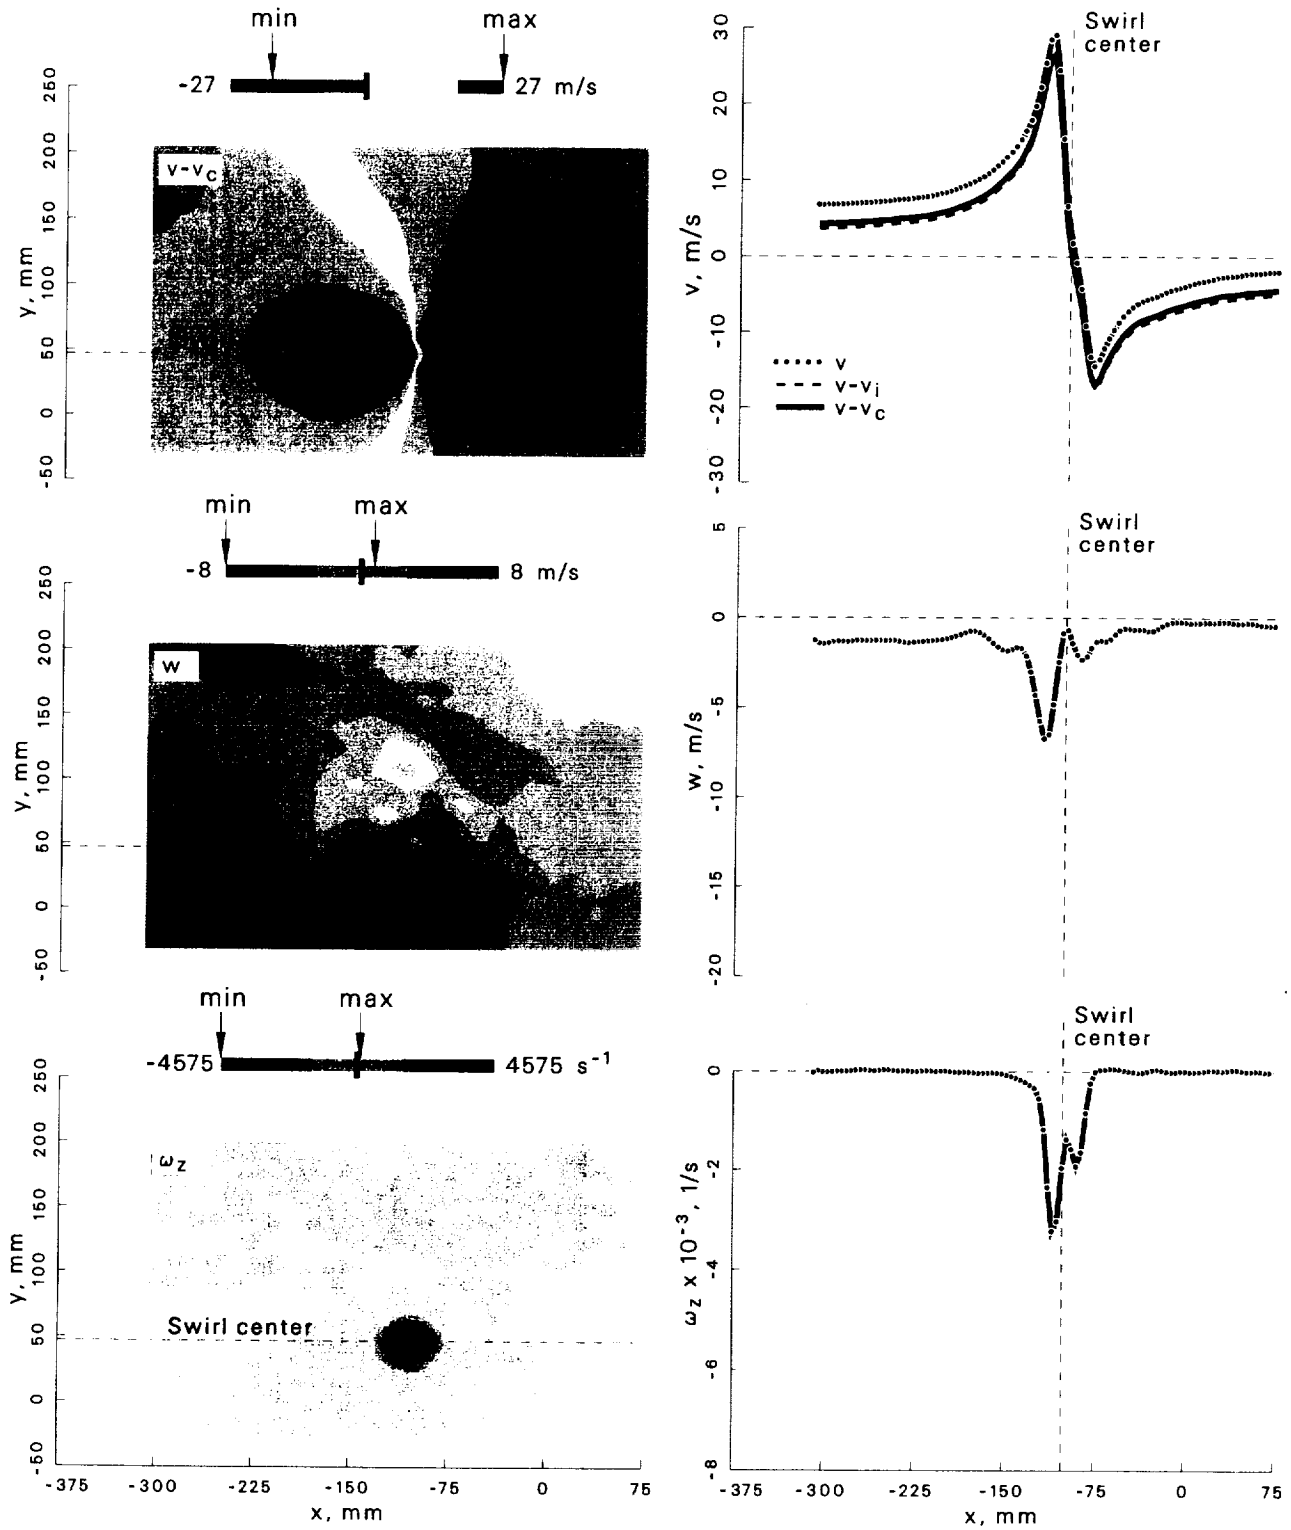 min
max
-27
27 m/s
v-v_c
y, mm
250
200
150
100
50
0
-50
Swirl
center
v, m/s
30
20
10
0
-10
-20
-30
v
v-v_i
v-v_c
min
max
-8
8 m/s
w
y, mm
250
200
150
100
50
0
-50
Swirl
center
w, m/s
5
0
-5
-10
-15
-20
min
max
-4575
4575 s⁻¹
ω_z
Swirl center
y, mm
250
200
150
100
50
0
-50
-375 -300 -225 -150 -75 0 75
x, mm
Swirl
center
ω_z x 10⁻³, 1/s
0
-2
-4
-6
-8
-375 -300 -225 -150 -75 0 75
x, mm